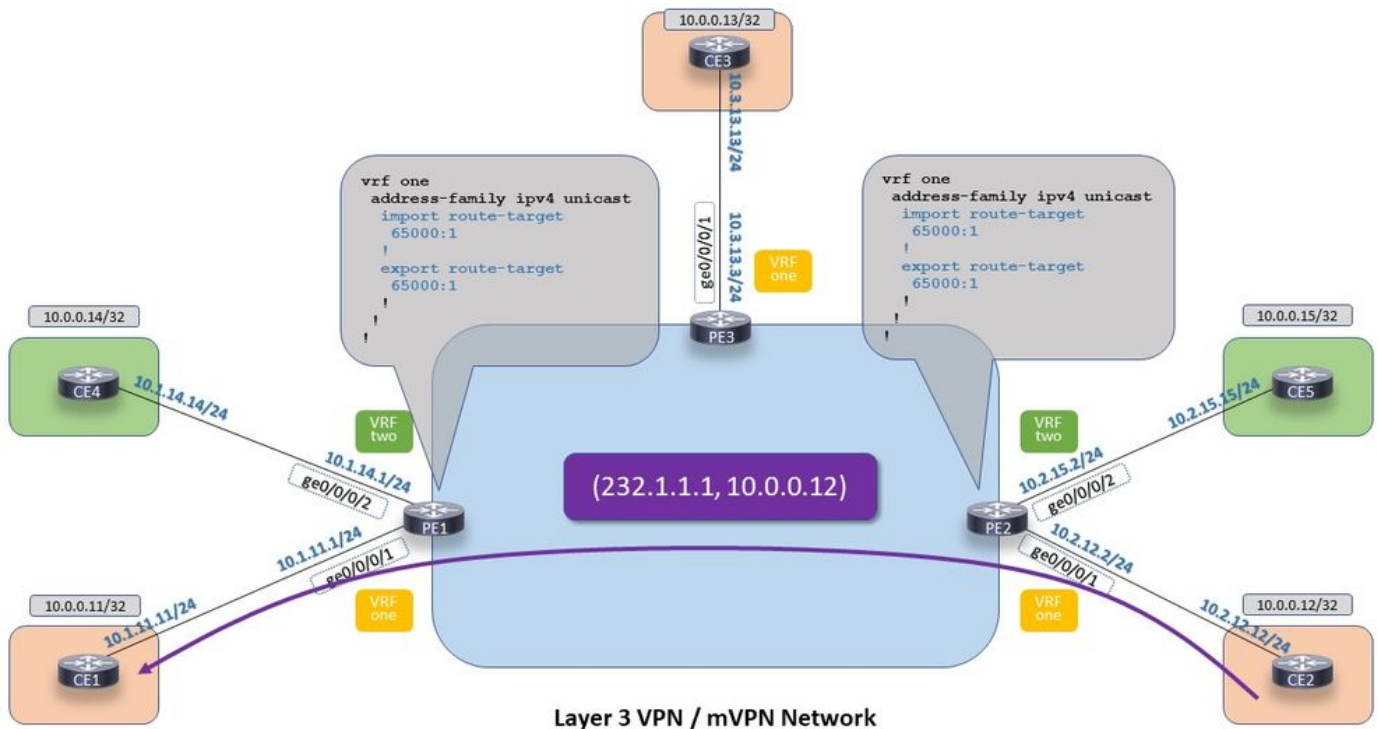 10.0.0.13/32
CE3
10.3.13.13/24
vrf one
address-family ipv4 unicast
import route-target
65000:1
!
export route-target
65000:1
!
!
!
vrf one
address-family ipv4 unicast
import route-target
65000:1
!
export route-target
65000:1
!
!
!
ge0/0/0/1
10.3.13.3/24
VRF
one
PE3
10.0.0.14/32
CE4
10.1.14.14/24
VRF
two
10.1.14.1/24
ge0/0/0/2
10.0.0.15/32
CE5
10.2.15.15/24
VRF
two
10.2.15.2/24
ge0/0/0/2
(232.1.1.1, 10.0.0.12)
PE1
PE2
10.1.11.1/24
ge0/0/0/1
10.2.12.2/24
ge0/0/0/1
VRF
one
VRF
one
10.0.0.11/32
10.1.11.11/24
CE1
10.0.0.12/32
10.2.12.12/24
CE2
Layer 3 VPN / mVPN Network